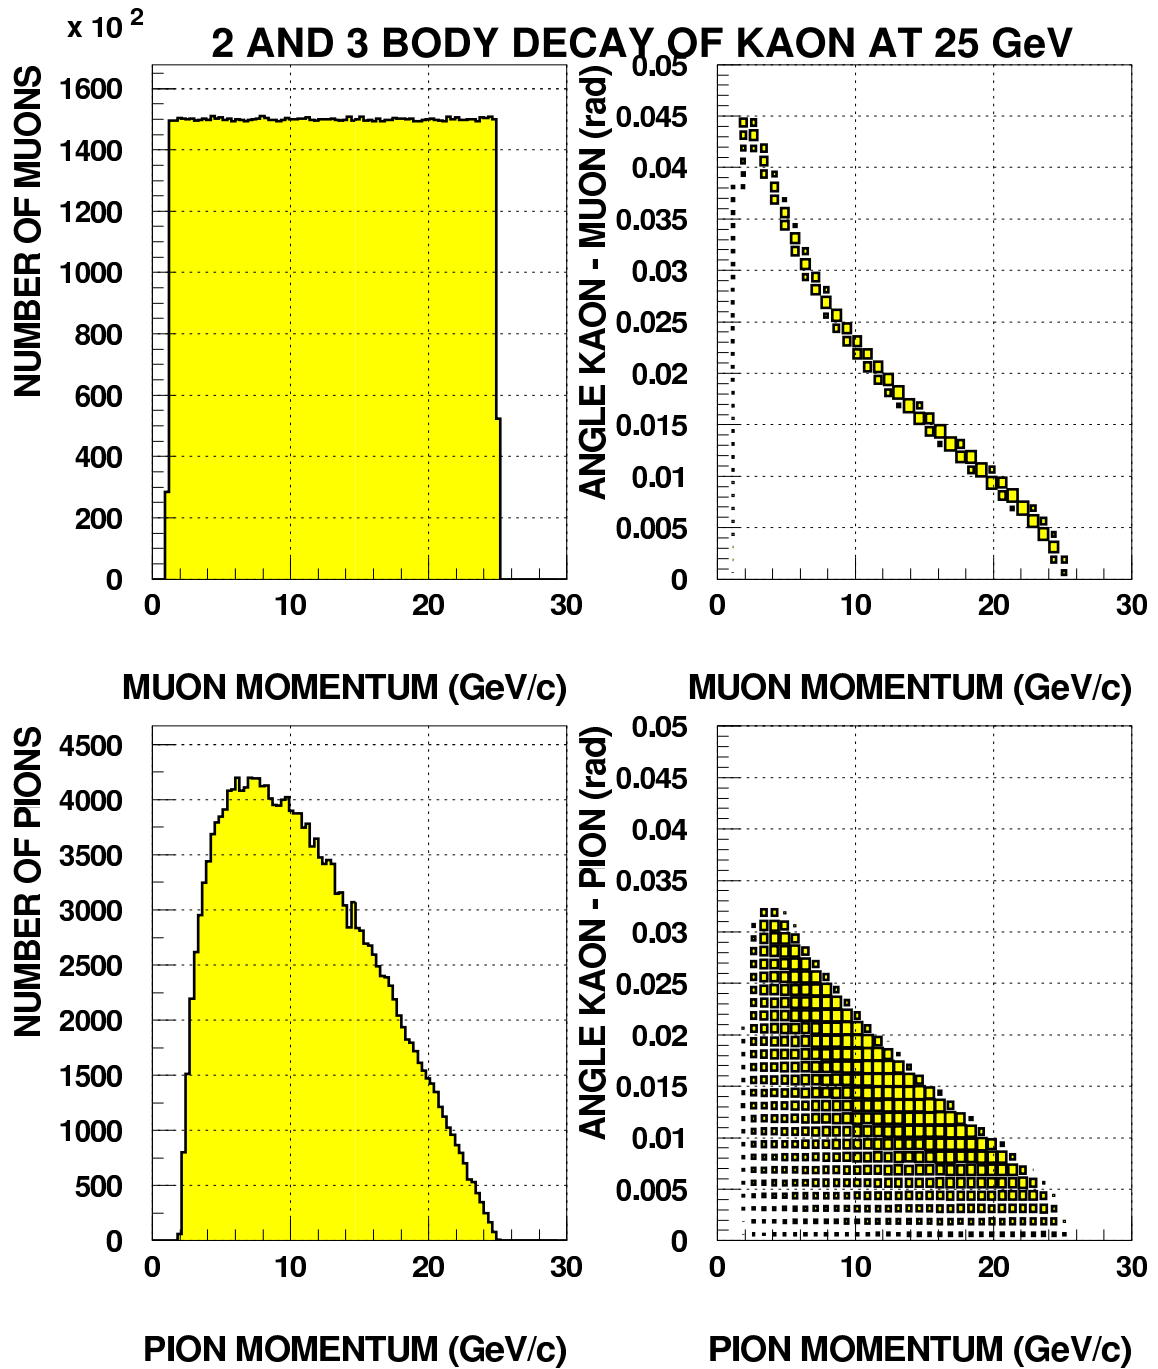 x 10 2
2 AND 3 BODY DECAY OF KAON AT 25 GeV
NUMBER OF MUONS
1600
1400
1200
1000
800
600
400
200
0
0 10 20 30
MUON MOMENTUM (GeV/c)
ANGLE KAON - MUON (rad)
0.05
0.045
0.04
0.035
0.03
0.025
0.02
0.015
0.01
0.005
0
0 10 20 30
MUON MOMENTUM (GeV/c)
NUMBER OF PIONS
4500
4000
3500
3000
2500
2000
1500
1000
500
0
0 10 20 30
PION MOMENTUM (GeV/c)
ANGLE KAON - PION (rad)
0.05
0.045
0.04
0.035
0.03
0.025
0.02
0.015
0.01
0.005
0
0 10 20 30
PION MOMENTUM (GeV/c)